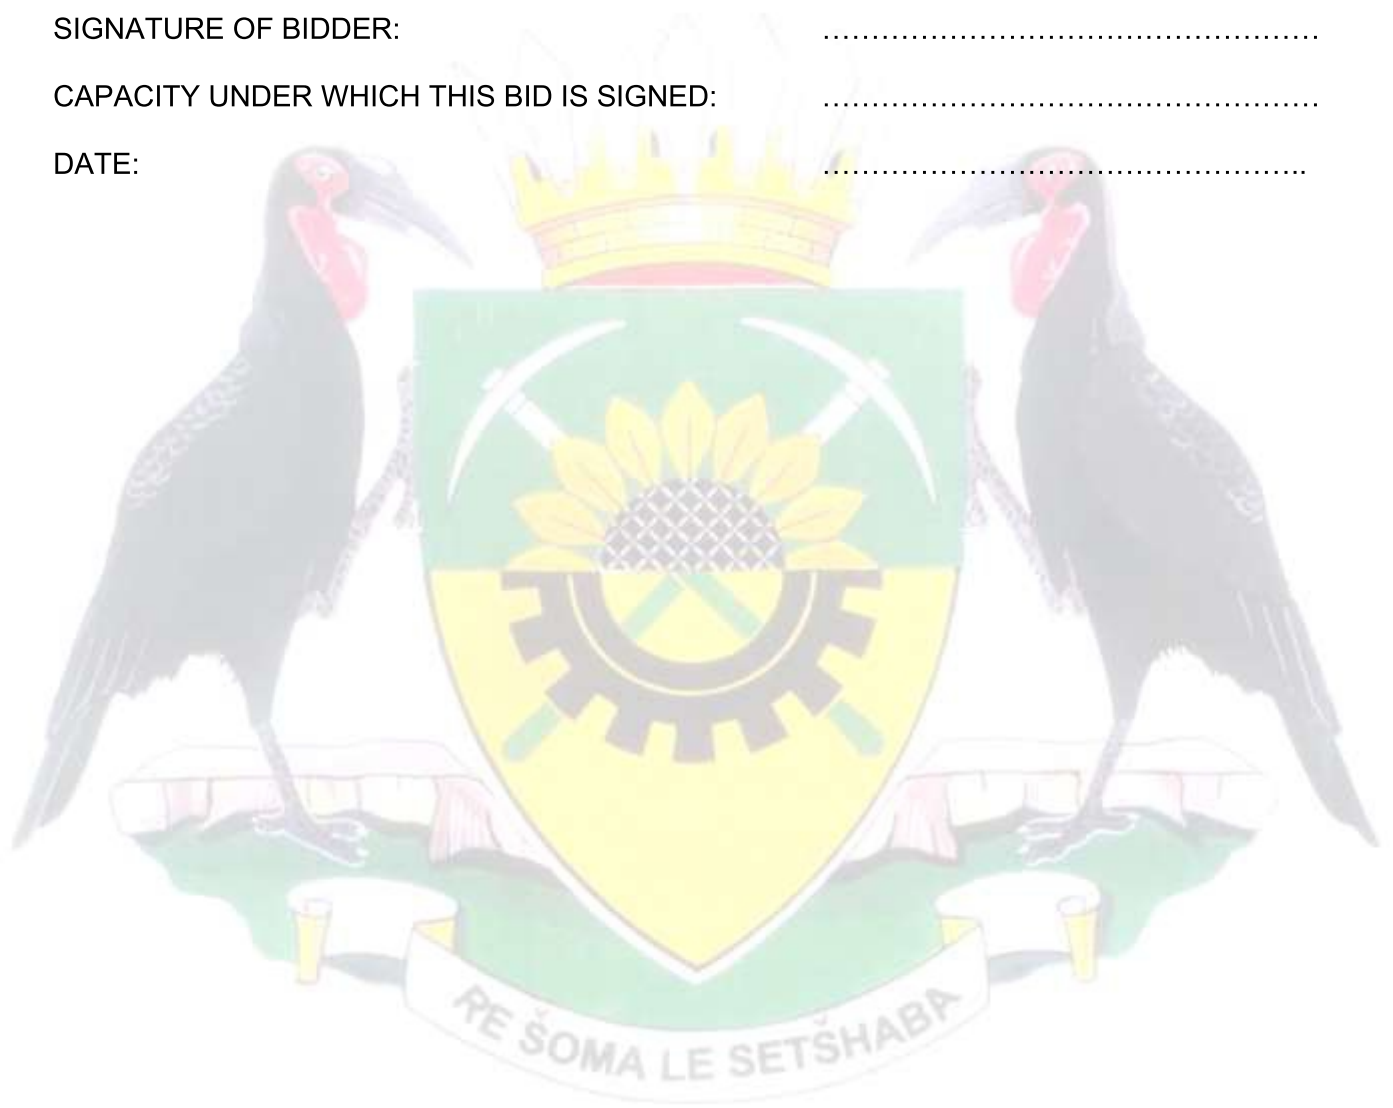 SIGNATURE OF BIDDER: ……………………………………………
CAPACITY UNDER WHICH THIS BID IS SIGNED: ……………………………………………
DATE: …………………………………………..
RE ŠOMA LE SETŠHABA